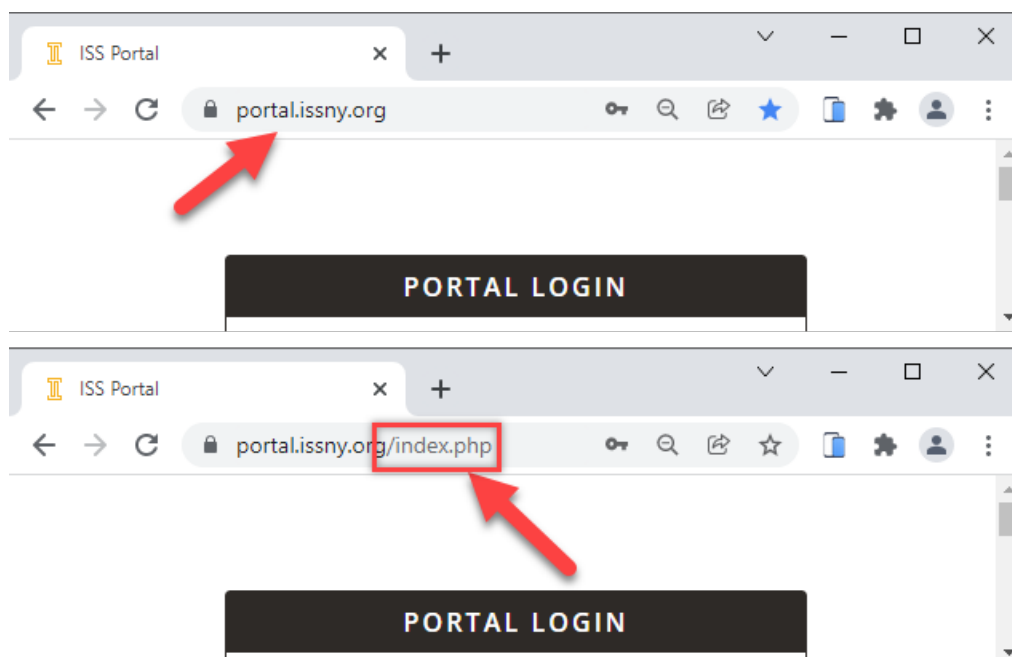 ISS Portal
portal.issny.org
PORTAL LOGIN
ISS Portal
portal.issny.org/index.php
PORTAL LOGIN